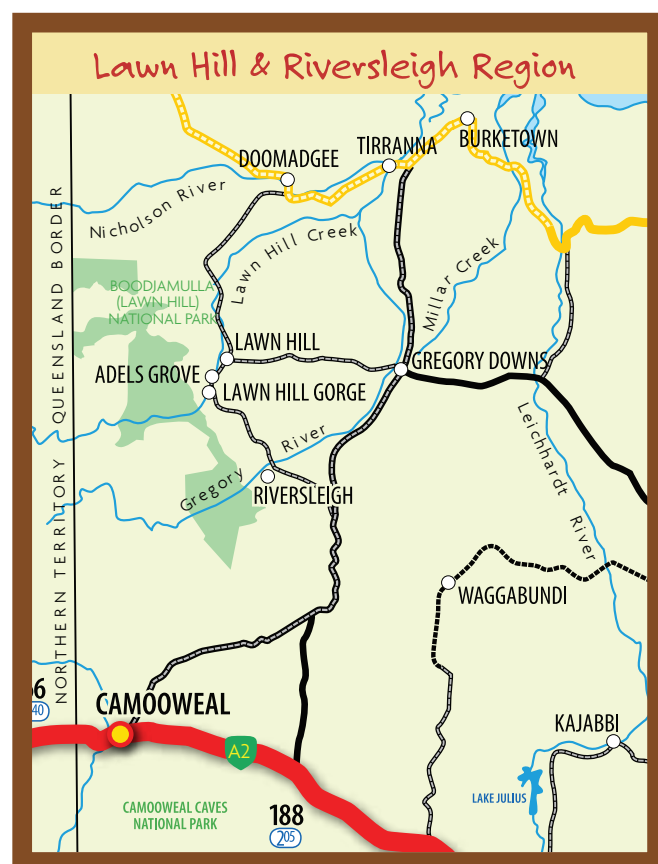 Lawn Hill & Riversleigh Region
BURKETOWN
TIRRANNA
DOOMADGEE
Nicholson River
Lawn Hill Creek
Millar Creek
BOODJAMULLA
(LAWN HILL)
NATIONAL PARK
QUEENSLAND BORDER
LAWN HILL
GREGORY DOWNS
ADELS GROVE
LAWN HILL GORGE
Leichhardt River
Gregory River
RIVERSLEIGH
NORTHERN TERRITORY
WAGGABUNDI
66
40
CAMOOWEAL
KAJABBI
A2
LAKE JULIUS
CAMOOWEAL CAVES
NATIONAL PARK
188
205